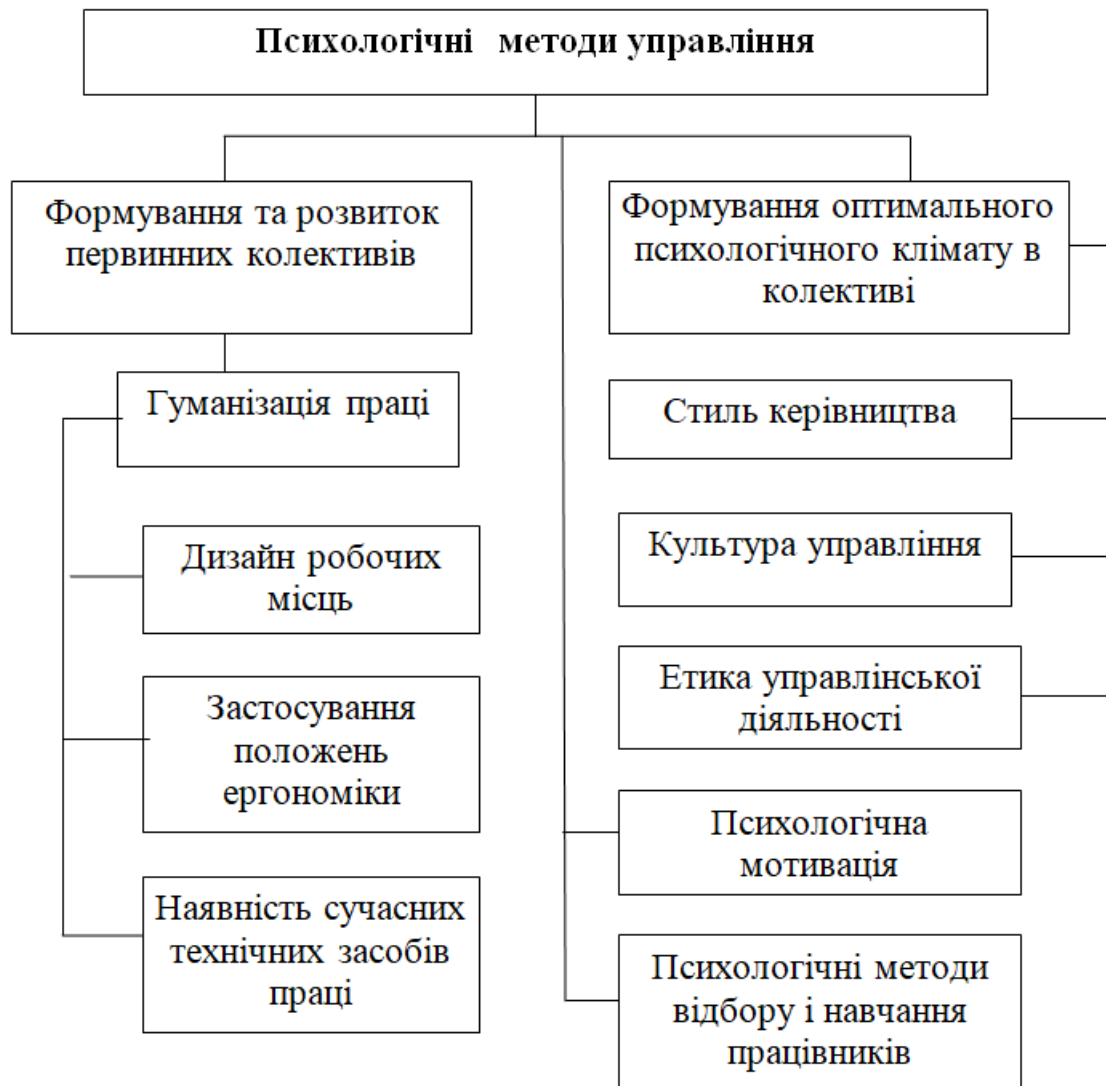 Психологічні методи управління
Формування та розвиток
первинних колективів
Формування оптимального
психологічного клімату в
колективі
Гуманізація праці
Стиль керівництва
Дизайн робочих
місць
Культура управління
Застосування
положень
ергономіки
Етика управлінської
діяльності
Психологічна
мотивація
Наявність сучасних
технічних засобів
праці
Психологічні методи
відбору і навчання
працівників